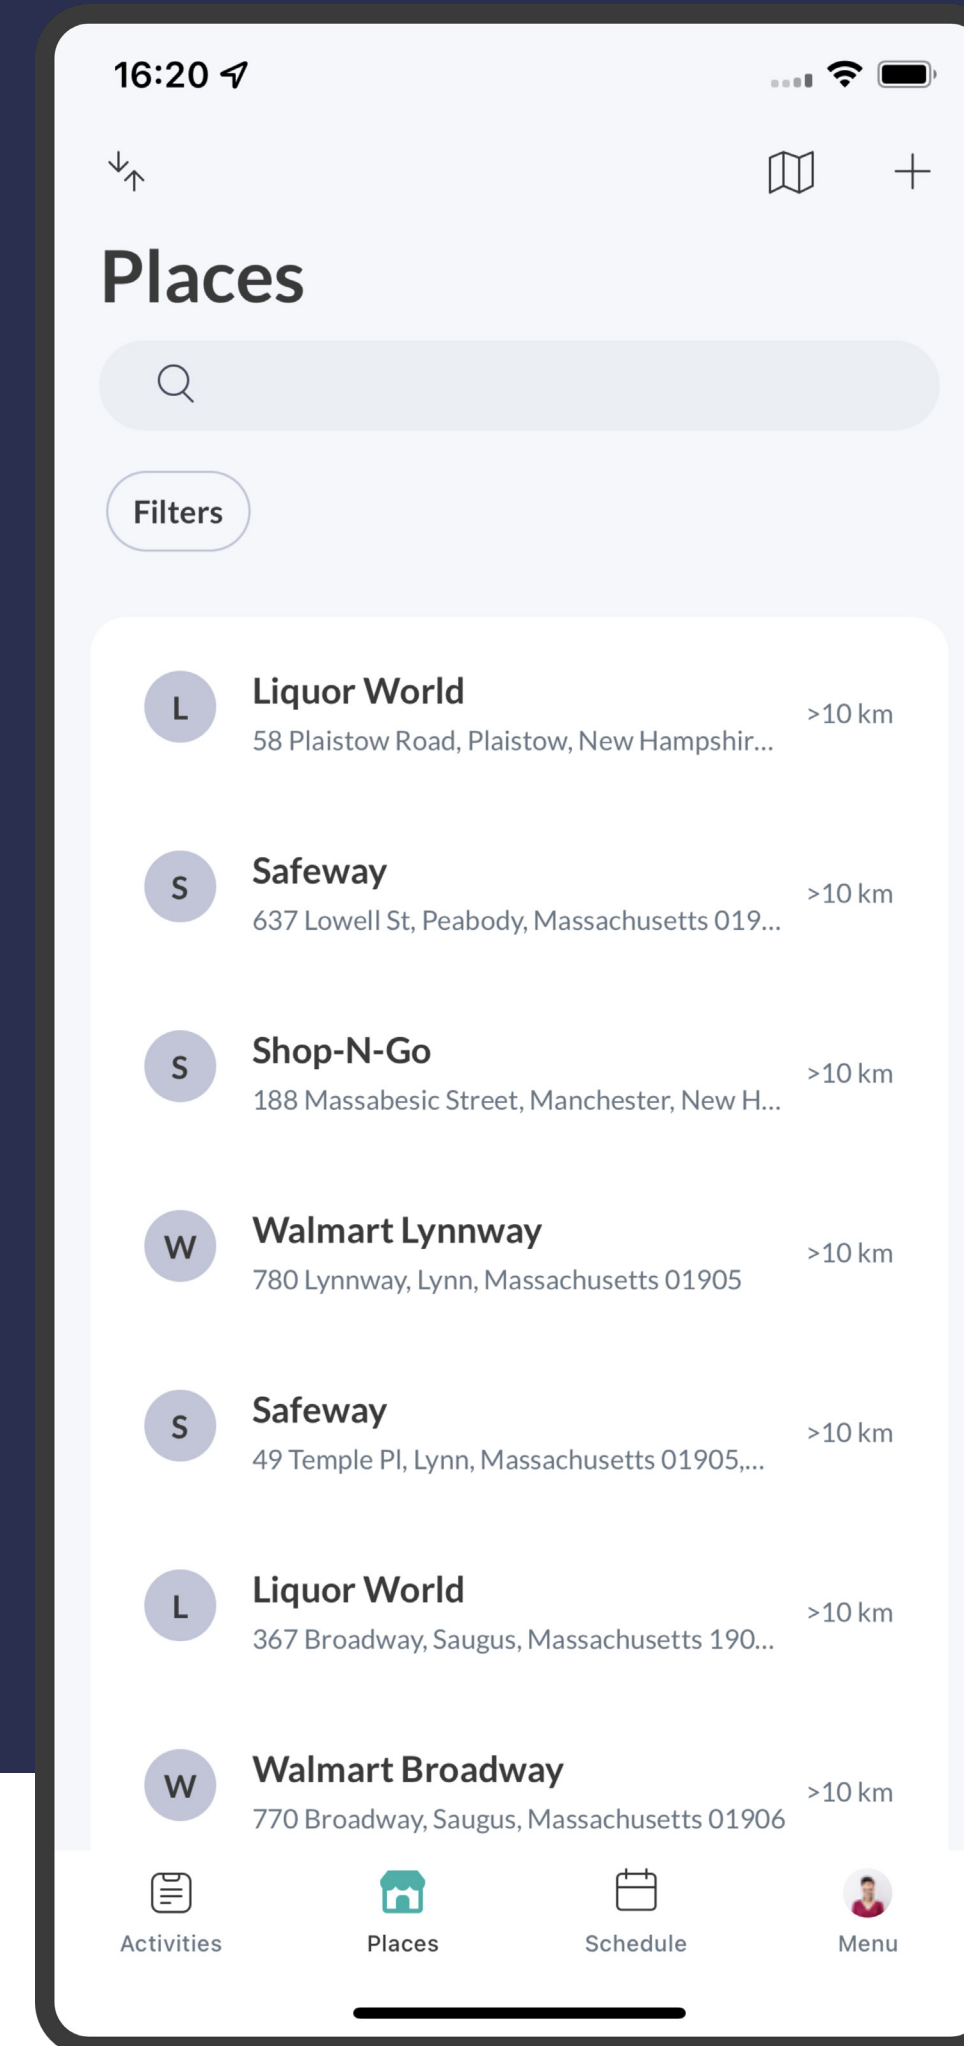 16:20
Places
Filters
L
Liquor World
58 Plaistow Road, Plaistow, New Hampshir...
>10 km
S
Safeway
637 Lowell St, Peabody, Massachusetts 019...
>10 km
S
Shop-N-Go
188 Massabesic Street, Manchester, New H...
>10 km
W
Walmart Lynnway
780 Lynnway, Lynn, Massachusetts 01905
>10 km
S
Safeway
49 Temple Pl, Lynn, Massachusetts 01905,...
>10 km
L
Liquor World
367 Broadway, Saugus, Massachusetts 190...
>10 km
W
Walmart Broadway
770 Broadway, Saugus, Massachusetts 01906
>10 km
Activities
Places
Schedule
Menu